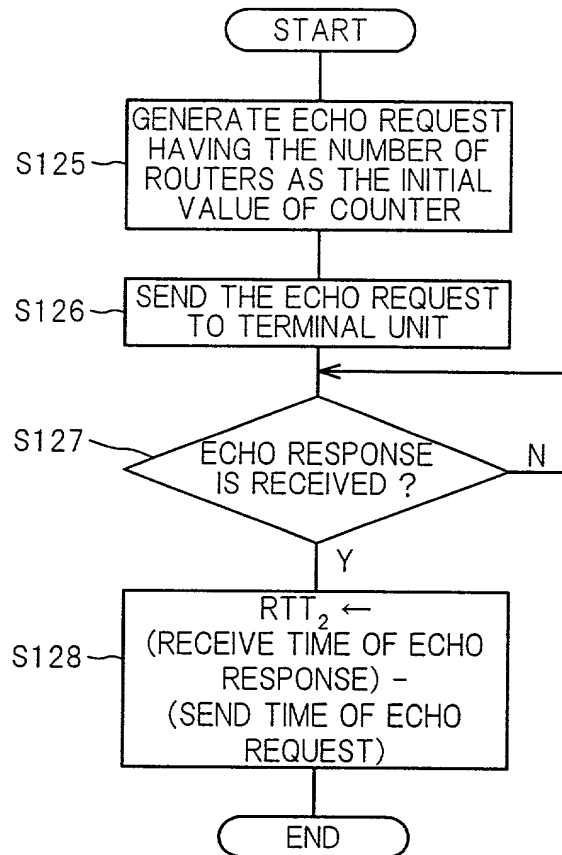 START
S125
GENERATE ECHO REQUEST
HAVING THE NUMBER OF
ROUTERS AS THE INITIAL
VALUE OF COUNTER
S126
SEND THE ECHO REQUEST
TO TERMINAL UNIT
S127
ECHO RESPONSE
IS RECEIVED ?
N
Y
S128
RTT₂ ←
(RECEIVE TIME OF ECHO
RESPONSE) −
(SEND TIME OF ECHO
REQUEST)
END